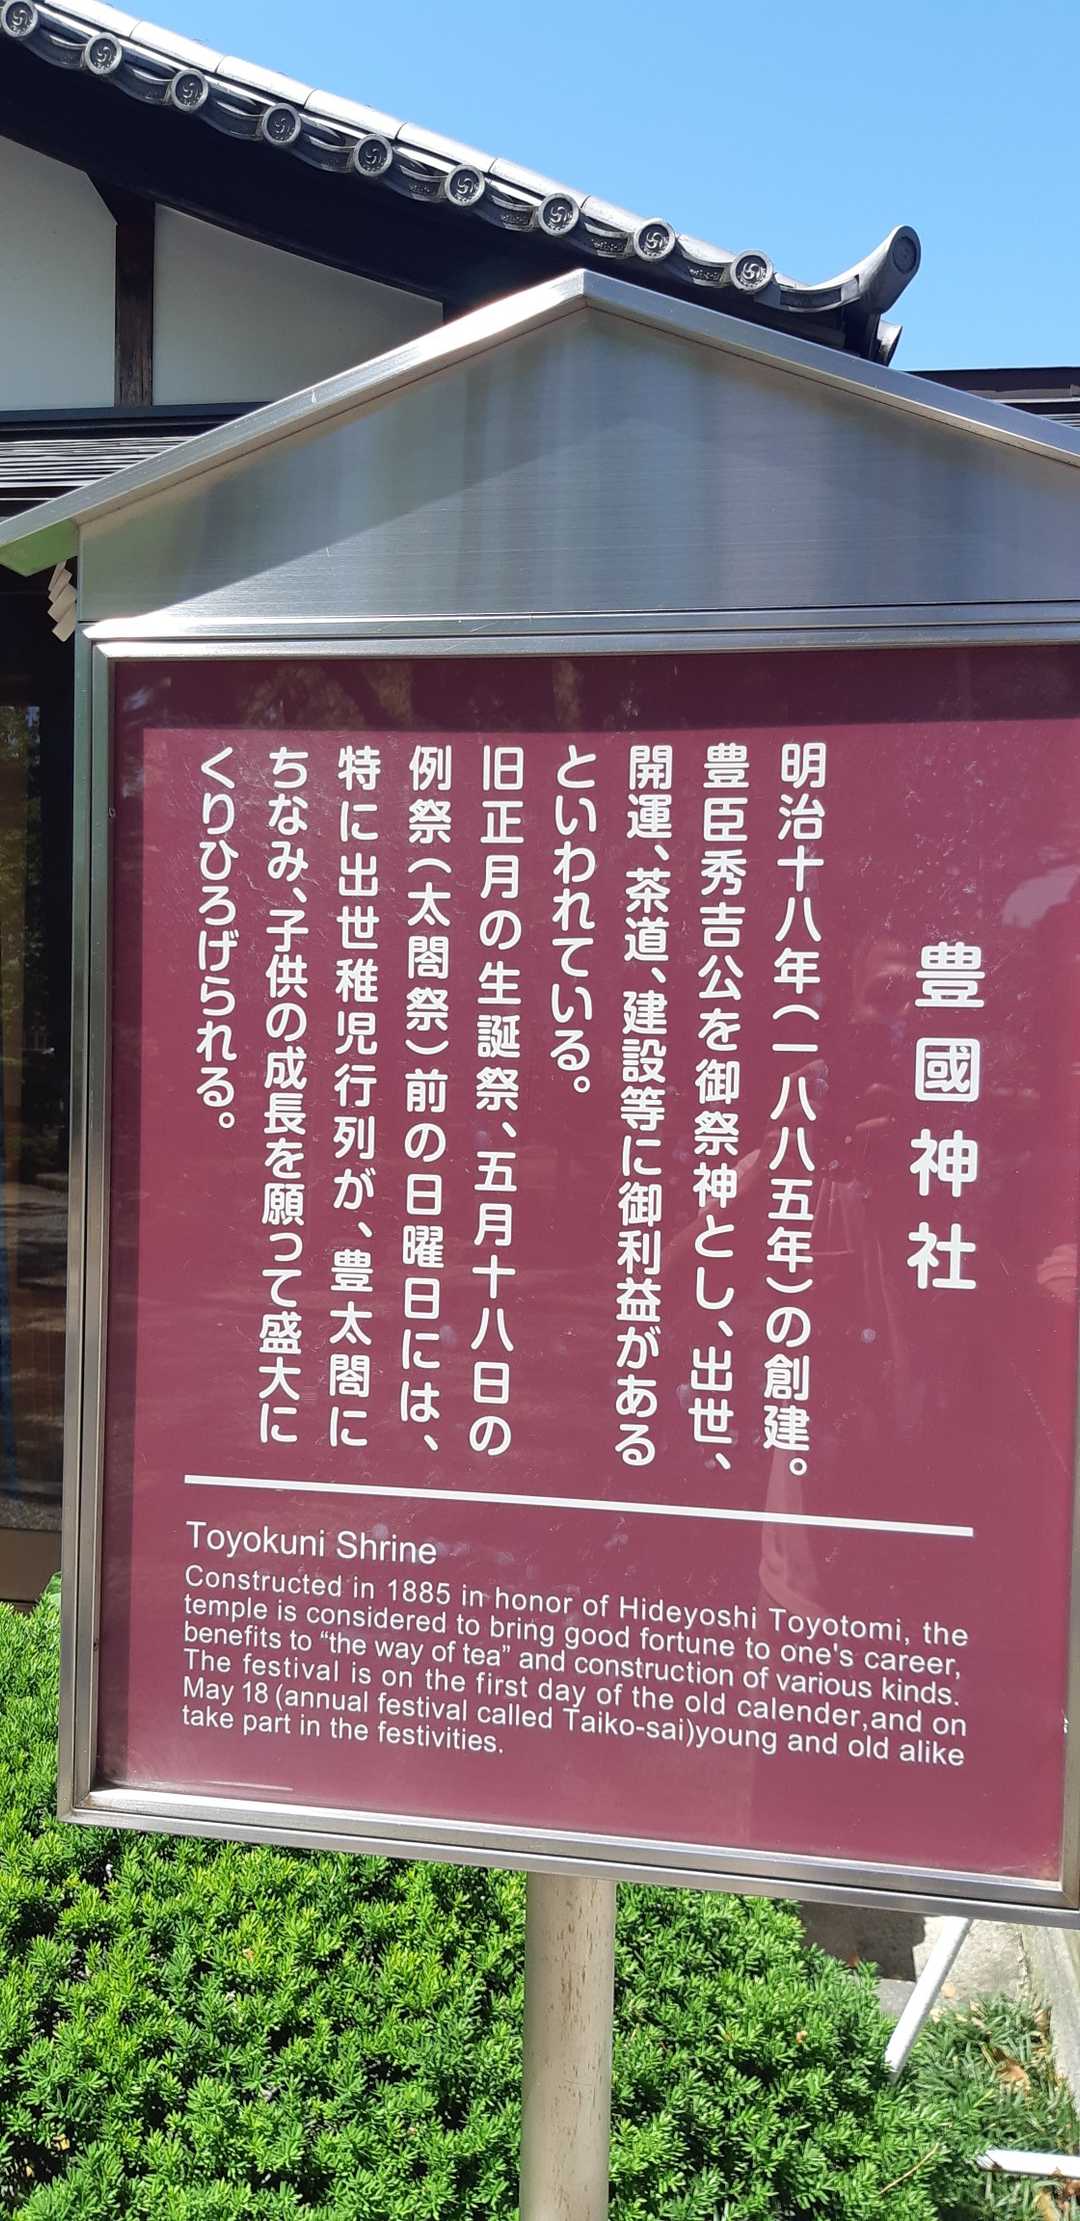 豊國神社
明治十八年（一八八五年）の創建。
豊臣秀吉公を御祭神とし、出世、
開運、茶道、建設等に御利益がある
といわれている。
旧正月の生誕祭、五月十八日の
例祭（太閤祭）前の日曜日には、
特に出世稚児行列が、豊太閤に
ちなみ、子供の成長を願って盛大に
くりひろげられる。
Toyokuni Shrine
Constructed in 1885 in honor of Hideyoshi Toyotomi, the
temple is considered to bring good fortune to one's career,
benefits to “the way of tea” and construction of various kinds.
The festival is on the first day of the old calender,and on
May 18 (annual festival called Taiko-sai)young and old alike
take part in the festivities.